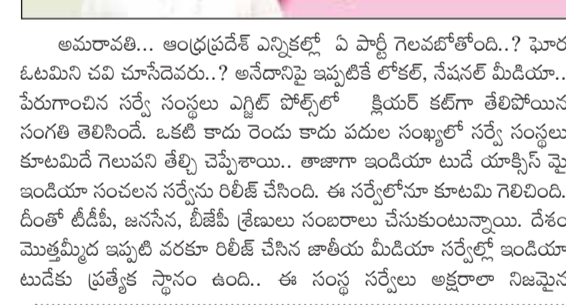 అమరావతి... ఆంధ్రప్రదేశ్ ఎన్నికల్లో ఏ పార్టీ గెలవబోతోంది..? ఘోర
ఓటమిని చవి చూసేదెవరు..? అనేదానిపై ఇప్పటికే లోకల్, నేషనల్ మీడియా..
పేరుగాంచిన సర్వే సంస్థలు ఎగ్జిట్ పోల్స్‌లో క్లియర్ కట్‌గా తేలిపోయిన
సంగతి తెలిసిందే. ఒకటి కాదు రెండు కాదు పదుల సంఖ్యలో సర్వే సంస్థలు
కూటమిదే గెలుపని తేల్చి చెప్పేశాయి.. తాజాగా ఇండియా టుడే యాక్సిస్ మై
ఇండియా సంచలన సర్వేను రిలీజ్ చేసింది. ఈ సర్వేలోనూ కూటమి గెలిచింది.
దీంతో టీడీపీ, జనసేన, బీజేపీ శ్రేణులు సంబరాలు చేసుకుంటున్నాయి. దేశం
మొత్తమ్మీద ఇప్పటి వరకూ రిలీజ్ చేసిన జాతీయ మీడియా సర్వేల్లో ఇండియా
టుడేకు ప్రత్యేక స్థానం ఉంది.. ఈ సంస్థ సర్వేలు అక్షరాలా నిజమైన